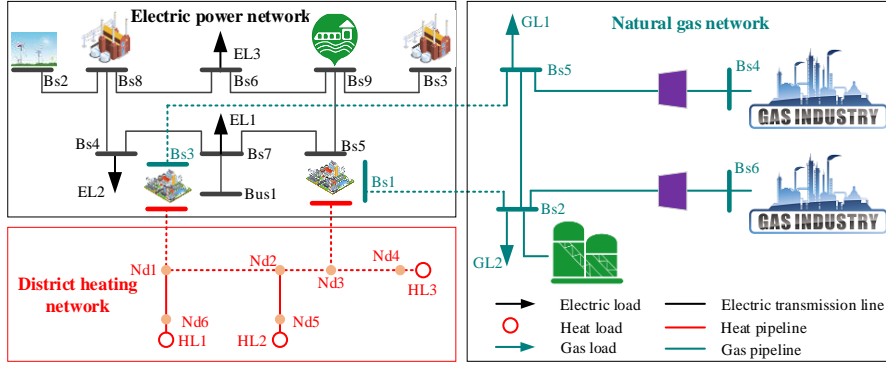 Electric power network
EL3
Bs2
Bs8
Bs6
Bs9
Bs3
EL1
Bs4
Bs7
Bs5
Bs3
EL2
Bus1
Bs1
Natural gas network
GL1
Bs5
Bs4
GAS INDUSTRY
Bs6
Bs2
GAS INDUSTRY
GL2
District heating
network
Nd1
Nd2
Nd3
Nd4
HL3
Nd6
HL1
Nd5
HL2
Electric load
Electric transmission line
Heat load
Heat pipeline
Gas load
Gas pipeline